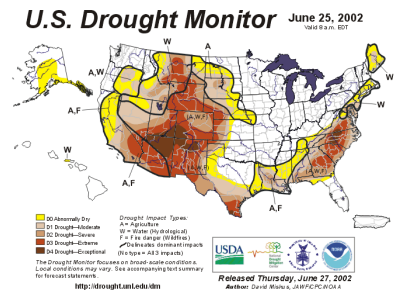 U.S. Drought Monitor
June 25, 2002
Valid 8 a.m. EDT
A
W
A,W
W
(A,W,F)
A,F
W
A,F
(A,W,F)
A,F
A,F
D0 Abnormally Dry
D1 Drought—Moderate
D2 Drought—Severe
D3 Drought—Extreme
D4 Drought—Exceptional
Drought Impact Types:
A = Agriculture
W = Water (Hydrological)
F = Fire danger (Wildfires)
Delineates dominant impacts
(No type = All 3 impacts)
The Drought Monitor focuses on broad-scale conditions.
Local conditions may vary. See accompanying text summary
for forecast statements.
http://drought.unl.edu/dm
USDA
Released Thursday, June 27, 2002
Author: David Miskus, JAWF/CPC/NOAA